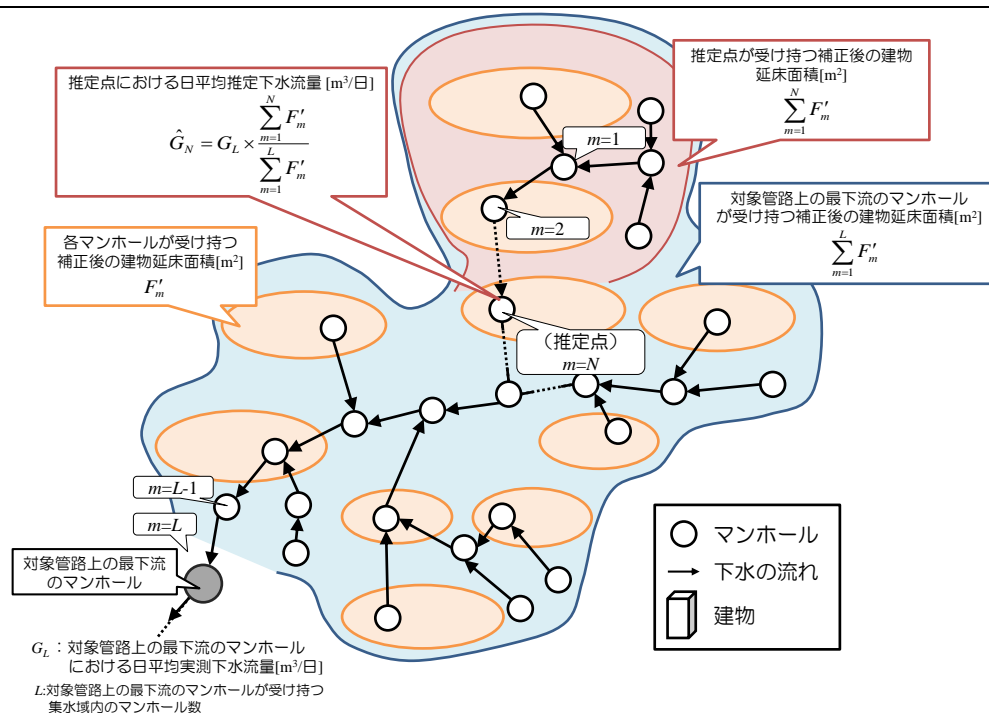 推定点における日平均推定下水流量 [m³/日]
$\hat{G}_N = G_L \times \frac{\sum_{m=1}^{N} F'_m}{\sum_{m=1}^{L} F'_m}$
推定点が受け持つ補正後の建物
延床面積[m²]
$\sum_{m=1}^{N} F'_m$
対象管路上の最下流のマンホール
が受け持つ補正後の建物延床面積[m²]
$\sum_{m=1}^{L} F'_m$
各マンホールが受け持つ
補正後の建物延床面積[m²]
$F'_m$
m=1
m=2
（推定点）
m=N
m=L-1
m=L
対象管路上の最下流
のマンホール
G_L：対象管路上の最下流のマンホール
における日平均実測下水流量[m³/日]
L:対象管路上の最下流のマンホールが受け持つ
集水域内のマンホール数
マンホール
下水の流れ
建物